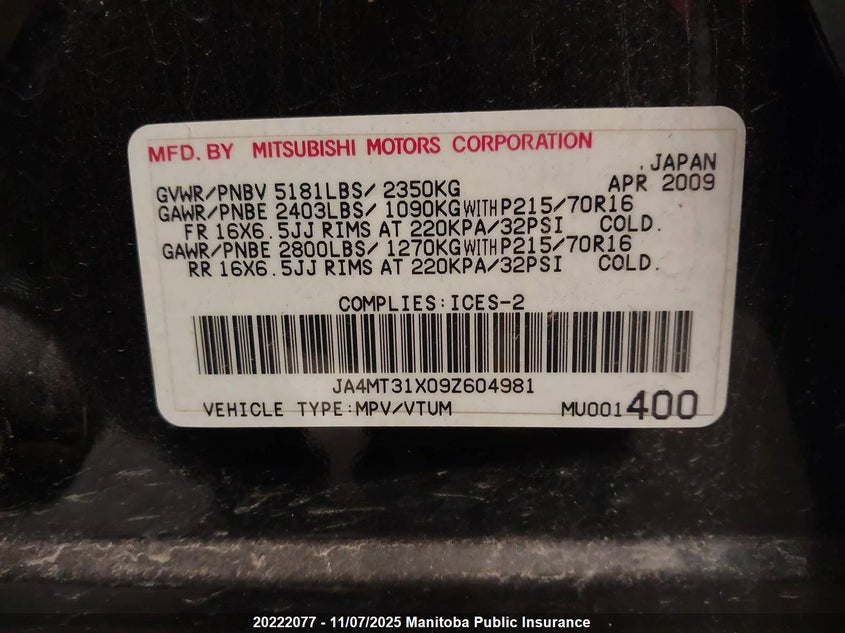 MFD. BY MITSUBISHI MOTORS CORPORATION
JAPAN
GVWR/PNBV 5181LBS/ 2350KG APR 2009
GAWR/PNBE 2403LBS/ 1090KG WITH P215/70R16
FR 16X6.5JJ RIMS AT 220KPA/32PSI COLD.
GAWR/PNBE 2800LBS/ 1270KG WITH P215/70R16
RR 16X6.5JJ RIMS AT 220KPA/32PSI COLD.
COMPLIES:ICES-2
JA4MT31X09Z604981
VEHICLE TYPE:MPV/VTUM MU001400
20222077 - 11/07/2025 Manitoba Public Insurance